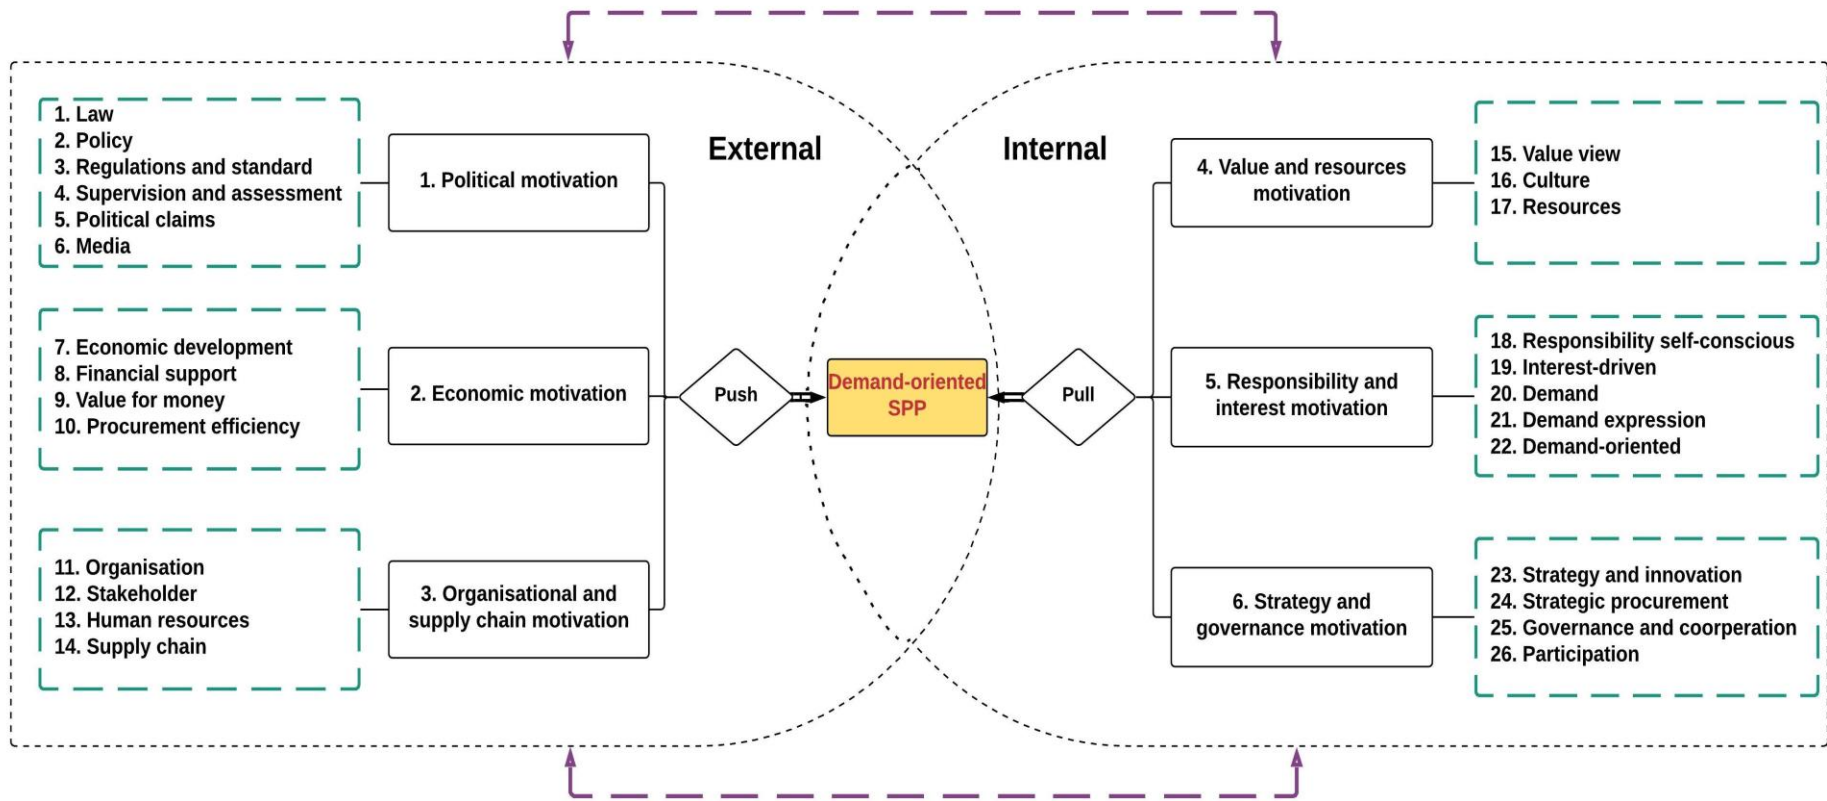 External
Internal
1. Law
2. Policy
3. Regulations and standard
4. Supervision and assessment
5. Political claims
6. Media
1. Political motivation
7. Economic development
8. Financial support
9. Value for money
10. Procurement efficiency
2. Economic motivation
11. Organisation
12. Stakeholder
13. Human resources
14. Supply chain
3. Organisational and
supply chain motivation
Push
Demand-oriented
SPP
Pull
4. Value and resources
motivation
15. Value view
16. Culture
17. Resources
5. Responsibility and
interest motivation
18. Responsibility self-conscious
19. Interest-driven
20. Demand
21. Demand expression
22. Demand-oriented
6. Strategy and
governance motivation
23. Strategy and innovation
24. Strategic procurement
25. Governance and coorperation
26. Participation